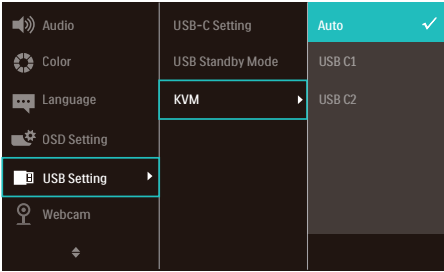 Audio
Color
Language
OSD Setting
USB Setting
Webcam
USB-C Setting
USB Standby Mode
KVM
Auto
USB C1
USB C2